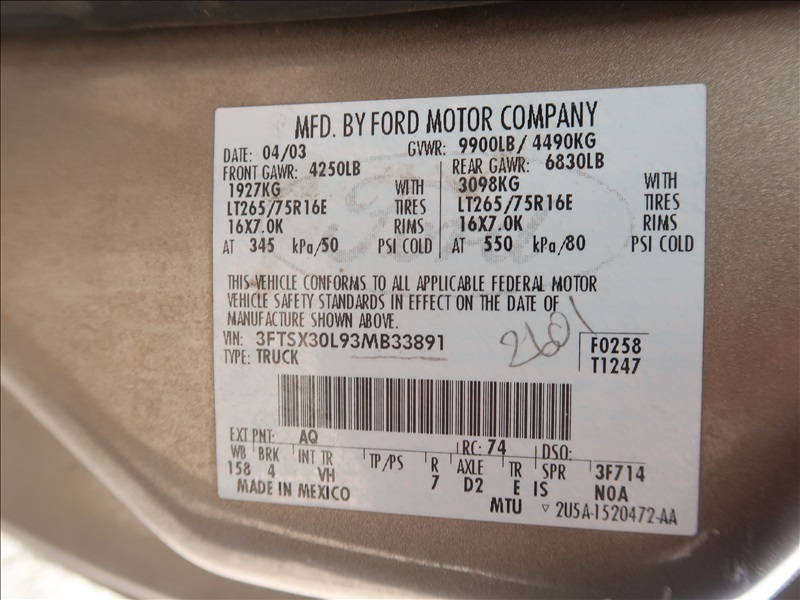 MFD. BY FORD MOTOR COMPANY
DATE: 04/03 GVWR: 9900LB/ 4490KG
FRONT GAWR: 4250LB REAR GAWR: 6830LB
1927KG WITH 3098KG WITH
LT265/75R16E TIRES LT265/75R16E TIRES
16X7.0K RIMS 16X7.0K RIMS
AT 345 kPa/50 PSI COLD AT 550 kPa/80 PSI COLD
Ford
THIS VEHICLE CONFORMS TO ALL APPLICABLE FEDERAL MOTOR
VEHICLE SAFETY STANDARDS IN EFFECT ON THE DATE OF
MANUFACTURE SHOWN ABOVE.
VIN: 3FTSX30L93MB33891 F0258
TYPE: TRUCK T1247
2601
EXT PNT: AQ RC: 74 DSO:
WB BRK INT TR TP/PS R AXLE TR SPR 3F714
158 4 VH 7 D2 E IS N0A
MADE IN MEXICO MTU ▽ 2U5A-1520472-AA